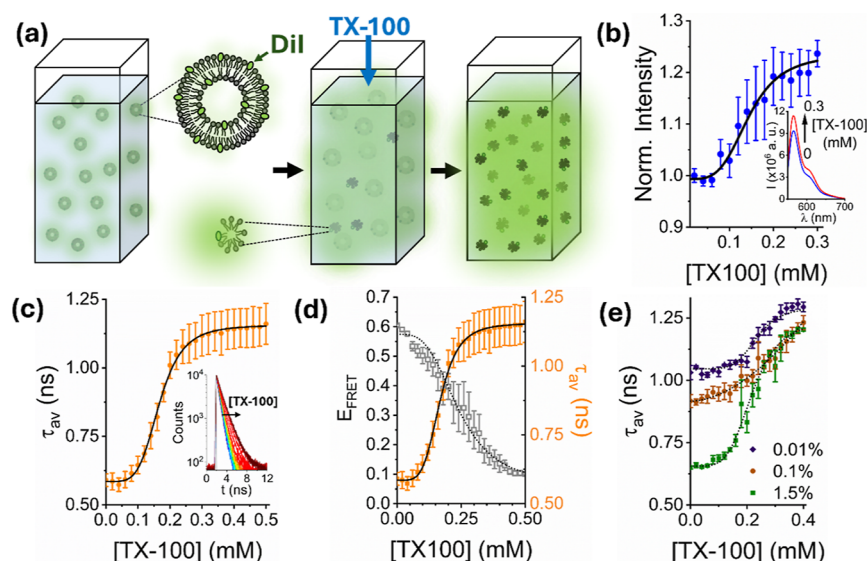 (a)
TX-100
DiI
(b)
Norm. Intensity
1.3
1.2
1.1
1.0
0.9
0.0
0.1
0.2
0.3
[TX100] (mM)
I (x10⁶ a. u.)
12
9
6
3
0
600
700
λ (nm)
0.3
[TX-100]
0 (mM)
(c)
τav (ns)
1.25
1.00
0.75
0.50
0.0 0.1 0.2 0.3 0.4 0.5
[TX-100] (mM)
Counts
10⁴
10³
10²
[TX-100]
0 4 8 12
t (ns)
(d)
EFRET
0.6
0.5
0.4
0.3
0.2
0.1
0.0
0.00 0.25 0.50
[TX100] (mM)
1.25
1.00
0.75
0.50
τav (ns)
(e)
τav (ns)
1.25
1.00
0.75
0.50
0.01%
0.1%
1.5%
0.0 0.1 0.2 0.3 0.4
[TX-100] (mM)